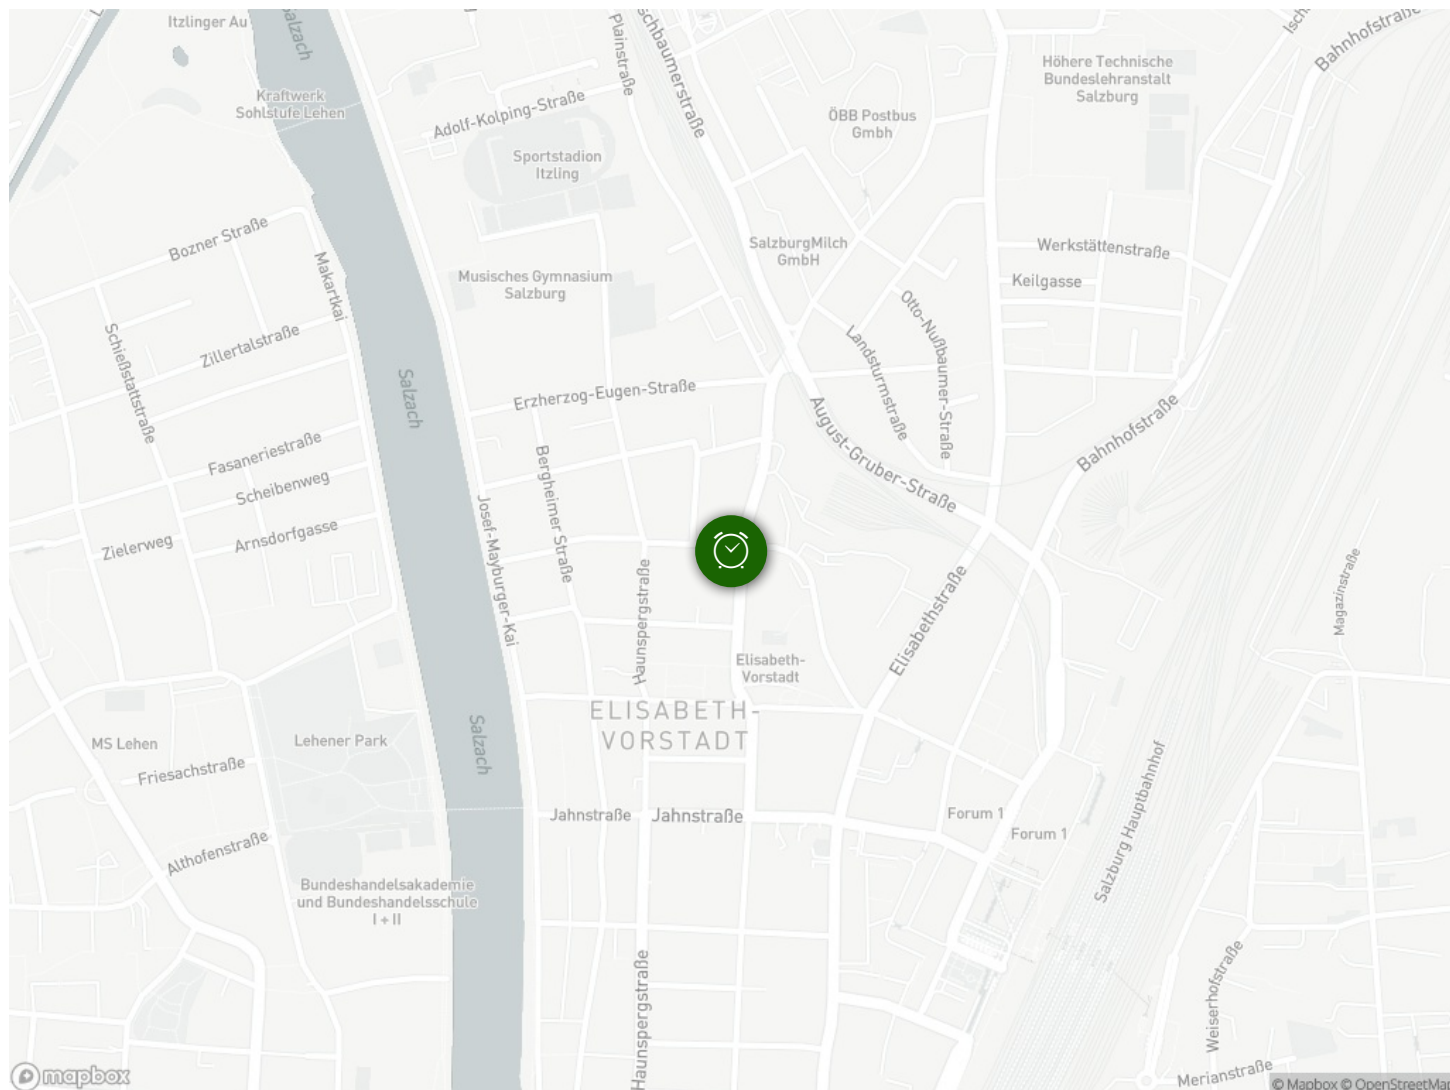 Itzlinger Au
Salzach
Plainstraße
schbaumerstraße
Bahnhofstraße
Höhere Technische
Bundeslehranstalt
Salzburg
Kraftwerk
Sohlstufe Lehen
Adolf-Kolping-Straße
ÖBB Postbus
Gmbh
Sportstadion
Itzling
Bozner Straße
Makartkai
SalzburgMilch
GmbH
Werkstättenstraße
Musisches Gymnasium
Salzburg
Keilgasse
Otto-Nußbaumer-Straße
Schießstattstraße
Zillertalstraße
Landsturmstraße
Salzach
Erzherzog-Eugen-Straße
August-Gruber-Straße
Bahnhofstraße
Fasaneriestraße
Bergheimer Straße
Scheibenweg
Josef-Mayburger-Kai
Arnsdorfgasse
Zielerweg
Haunspergstraße
Elisabethstraße
Magazinstraße
Elisabeth-
Vorstadt
ELISABETH-
VORSTADT
Salzach
MS Lehen
Lehener Park
Friesachstraße
Jahnstraße
Jahnstraße
Forum 1
Forum 1
Salzburg Hauptbahnhof
Althofenstraße
Bundeshandelsakademie
und Bundeshandelsschule
I + II
Haunspergstraße
Weiserhofstraße
Merianstraße
mapbox
© Mapbox © OpenStreetMap